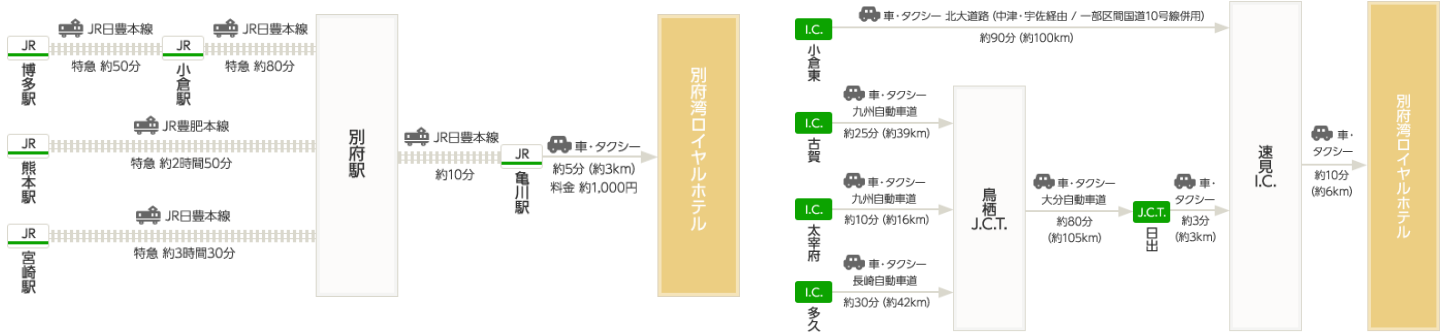 JR日豊本線
JR
博多駅
特急 約50分
JR日豊本線
JR
小倉駅
特急 約80分
JR豊肥本線
JR
熊本駅
特急 約2時間50分
JR日豊本線
JR
宮崎駅
特急 約3時間30分
別府駅
JR日豊本線
約10分
JR
亀川駅
車・タクシー
約5分 (約3km)
料金 約1,000円
別府湾ロイヤルホテル
車・タクシー 北大道路 (中津・宇佐経由 / 一部区間国道10号線併用)
I.C.
小倉東
約90分 (約100km)
車・タクシー
九州自動車道
I.C.
古賀
約25分 (約39km)
車・タクシー
九州自動車道
I.C.
太宰府
約10分 (約16km)
車・タクシー
長崎自動車道
I.C.
多久
約30分 (約42km)
鳥栖
J.C.T.
車・タクシー
大分自動車道
約80分
(約105km)
J.C.T.
日出
車・
タクシー
約3分
(約3km)
速見
I.C.
車・
タクシー
約10分
(約6km)
別府湾ロイヤルホテル